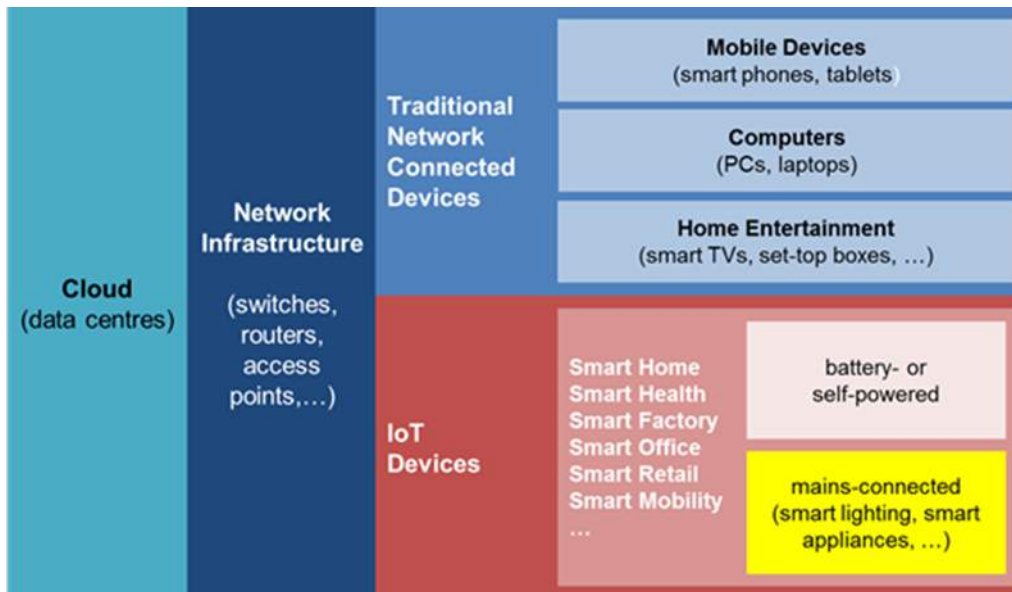 Cloud
(data centres)
Network
Infrastructure
(switches,
routers,
access
points,...)
Traditional
Network
Connected
Devices
Mobile Devices
(smart phones, tablets)
Computers
(PCs, laptops)
Home Entertainment
(smart TVs, set-top boxes, ...)
IoT
Devices
Smart Home
Smart Health
Smart Factory
Smart Office
Smart Retail
Smart Mobility
...
battery- or
self-powered
mains-connected
(smart lighting, smart
appliances, ...)